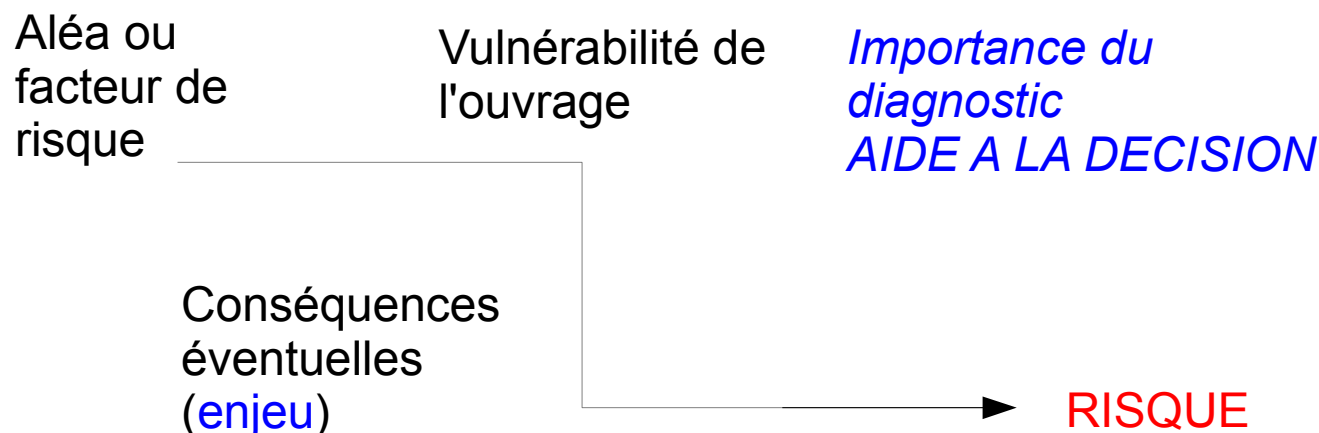 Aléa ou
facteur de
risque
Vulnérabilité de
l'ouvrage
Importance du
diagnostic
AIDE A LA DECISION
Conséquences
éventuelles
(enjeu)
RISQUE